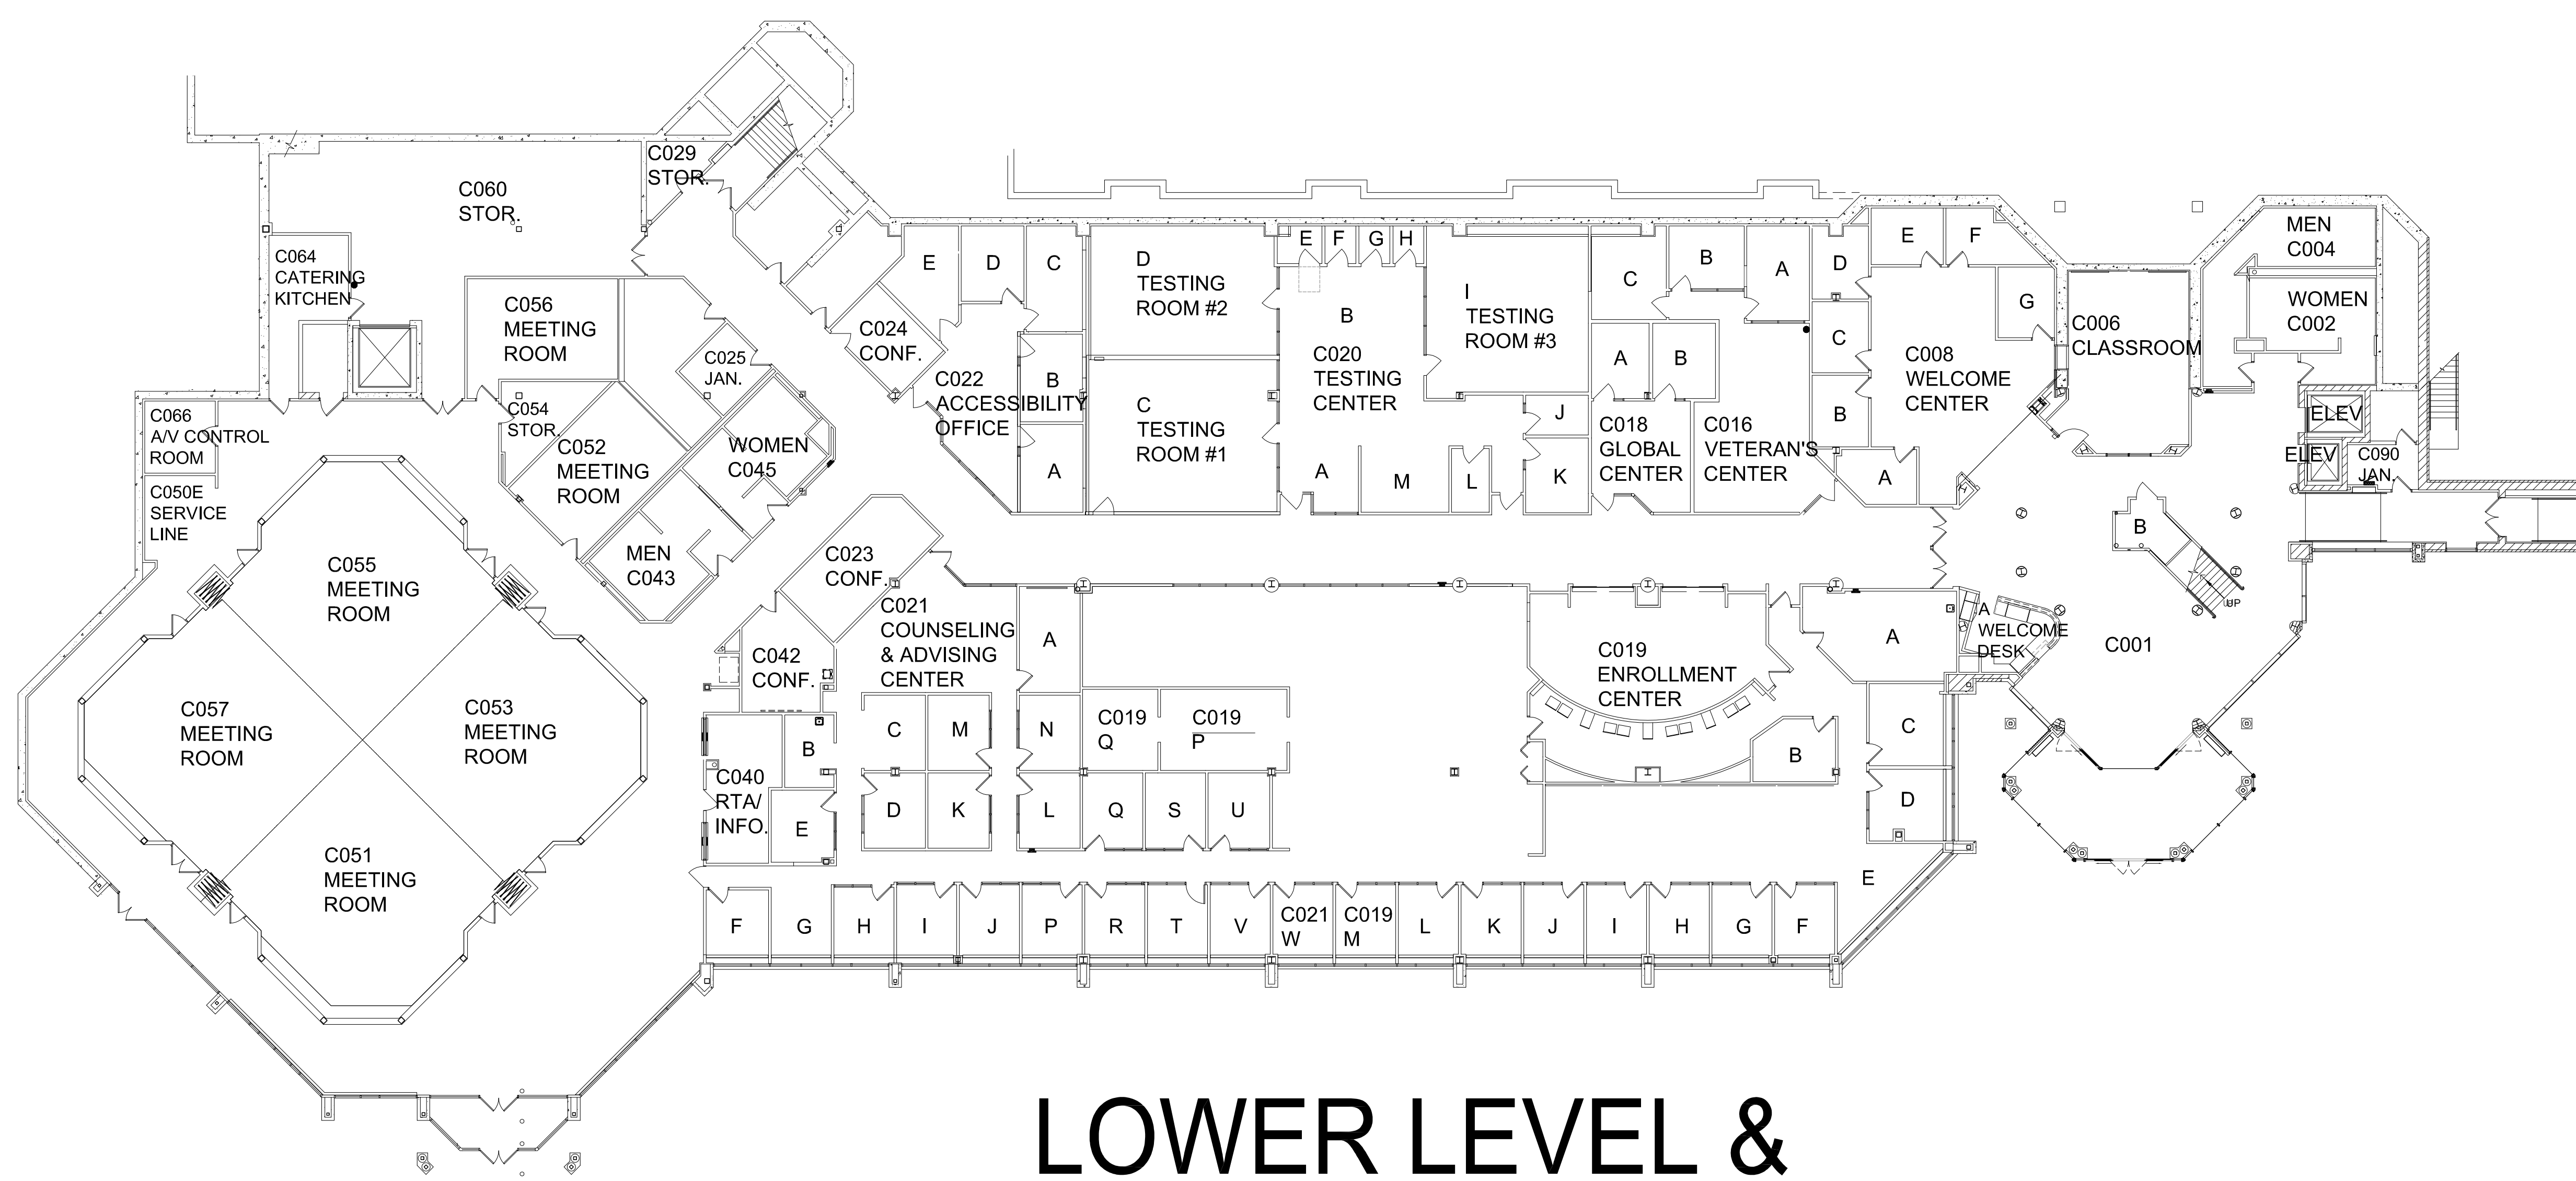 C029
STOR.
C060
STOR.
C064
CATERING
KITCHEN
C056
MEETING
ROOM
C025
JAN.
C024
CONF.
E
D
C
C022
ACCESSIBILITY
OFFICE
B
A
D
TESTING
ROOM #2
C
TESTING
ROOM #1
E
F
G
H
B
C020
TESTING
CENTER
A
M
L
I
TESTING
ROOM #3
J
K
C
B
A
A
B
C018
GLOBAL
CENTER
C016
VETERAN'S
CENTER
D
C
B
A
E
F
G
C008
WELCOME
CENTER
C006
CLASSROOM
MEN
C004
WOMEN
C002
ELEV
ELEV
C090
JAN.
B
UP
C066
A/V CONTROL
ROOM
C050E
SERVICE
LINE
C054
STOR.
C052
MEETING
ROOM
WOMEN
C045
MEN
C043
C055
MEETING
ROOM
C057
MEETING
ROOM
C053
MEETING
ROOM
C051
MEETING
ROOM
C023
CONF.
C042
CONF.
C021
COUNSELING
& ADVISING
CENTER
A
C040
RTA/
INFO.
B
E
C
M
D
K
N
L
C019
Q
C019
P
Q
S
U
C019
ENROLLMENT
CENTER
B
A
C
D
E
A
WELCOME
DESK
C001
F
G
H
I
J
P
R
T
V
C021
W
C019
M
L
K
J
I
H
G
F
LOWER LEVEL &